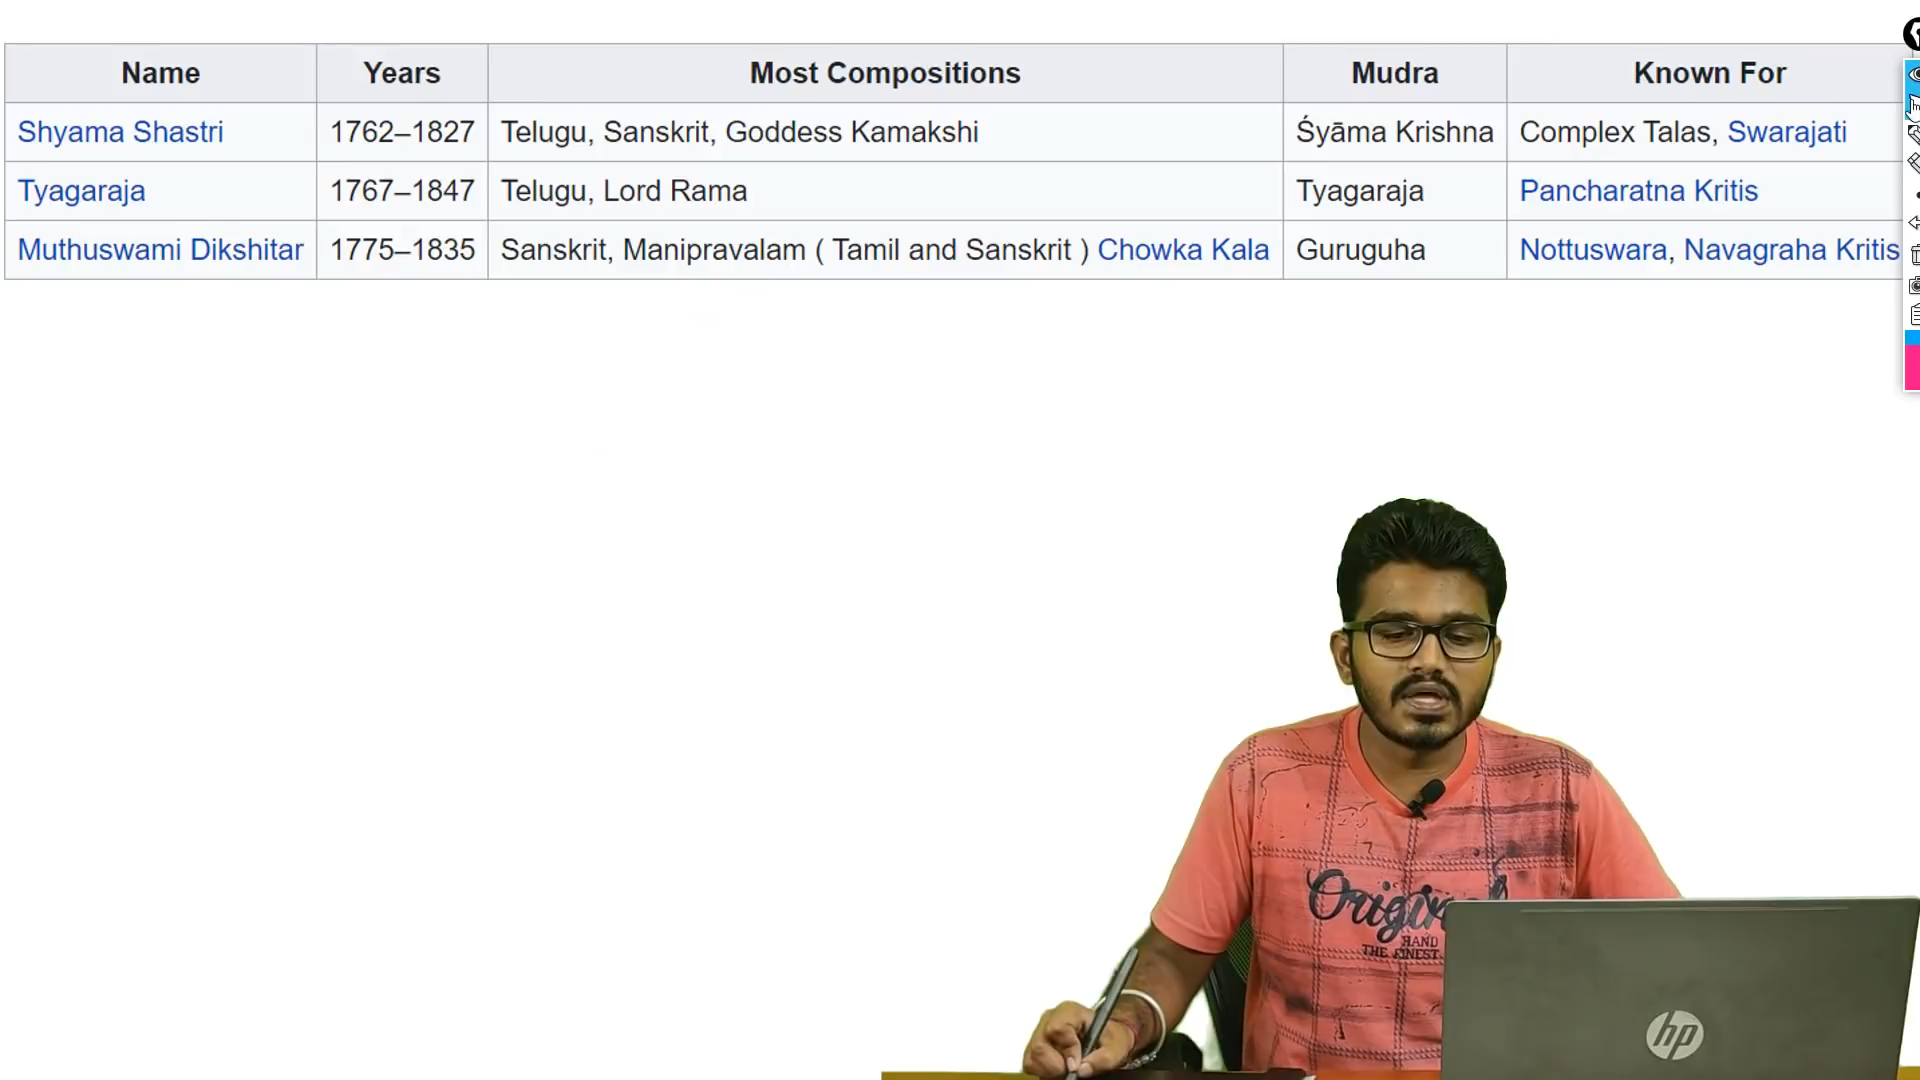 Name Years Most Compositions Mudra Known For
Shyama Shastri 1762–1827 Telugu, Sanskrit, Goddess Kamakshi Śyāma Krishna Complex Talas, Swarajati
Tyagaraja 1767–1847 Telugu, Lord Rama Tyagaraja Pancharatna Kritis
Muthuswami Dikshitar 1775–1835 Sanskrit, Manipravalam ( Tamil and Sanskrit ) Chowka Kala Guruguha Nottuswara, Navagraha Kritis
HAND
THE FINEST
hp